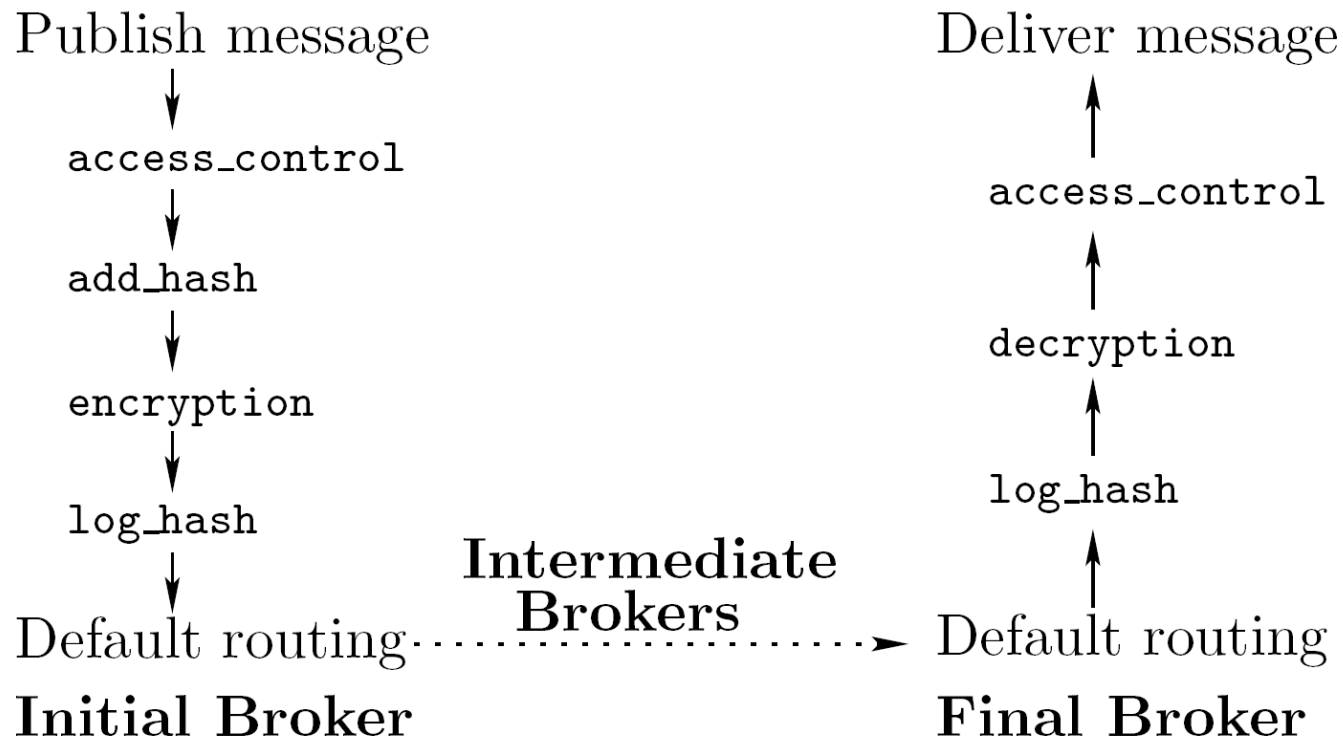 Publish message
access_control
add_hash
encryption
log_hash
Default routing
Initial Broker
Intermediate
Brokers
Deliver message
access_control
decryption
log_hash
Default routing
Final Broker